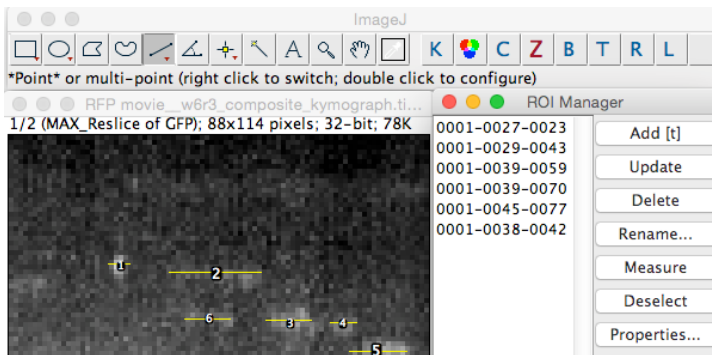 ImageJ
A K C Z B T R L
*Point* or multi-point (right click to switch; double click to configure)
RFP movie__w6r3_composite_kymograph.ti...
1/2 (MAX_Reslice of GFP); 88x114 pixels; 32-bit; 78K
1
2
6
3
4
5
ROI Manager
0001-0027-0023
0001-0029-0043
0001-0039-0059
0001-0039-0070
0001-0045-0077
0001-0038-0042
Add [t]
Update
Delete
Rename...
Measure
Deselect
Properties...